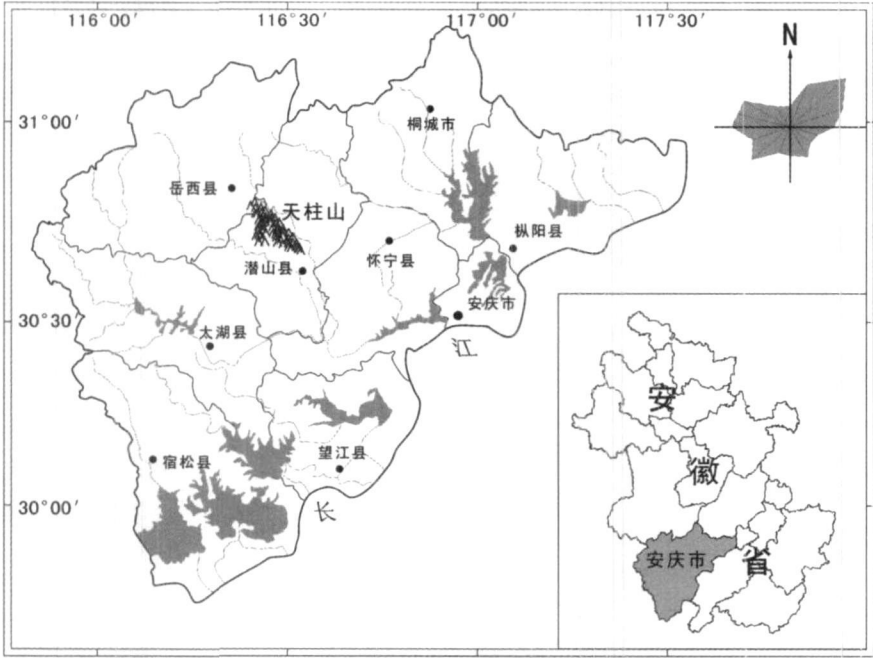 116°00′ 116°30′ 117°00′ 117°30′
N
31°00′
桐城市
岳西县
天柱山
枞阳县
潜山县
怀宁县
安庆市
30°30′
太湖县
江
安
宿松县
望江县
徽
30°00′
长
安庆市
省